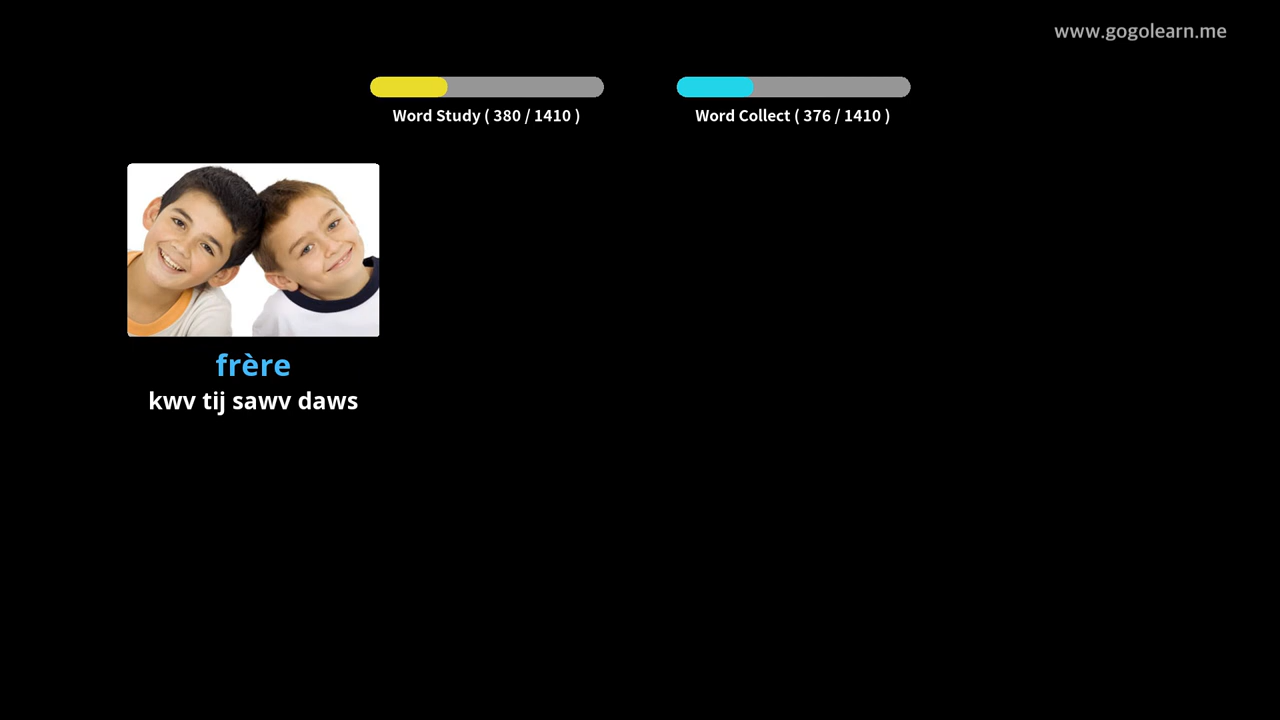 www.gogolearn.me
Word Study ( 380 / 1410 )
Word Collect ( 376 / 1410 )
frère
kwv tij sawv daws